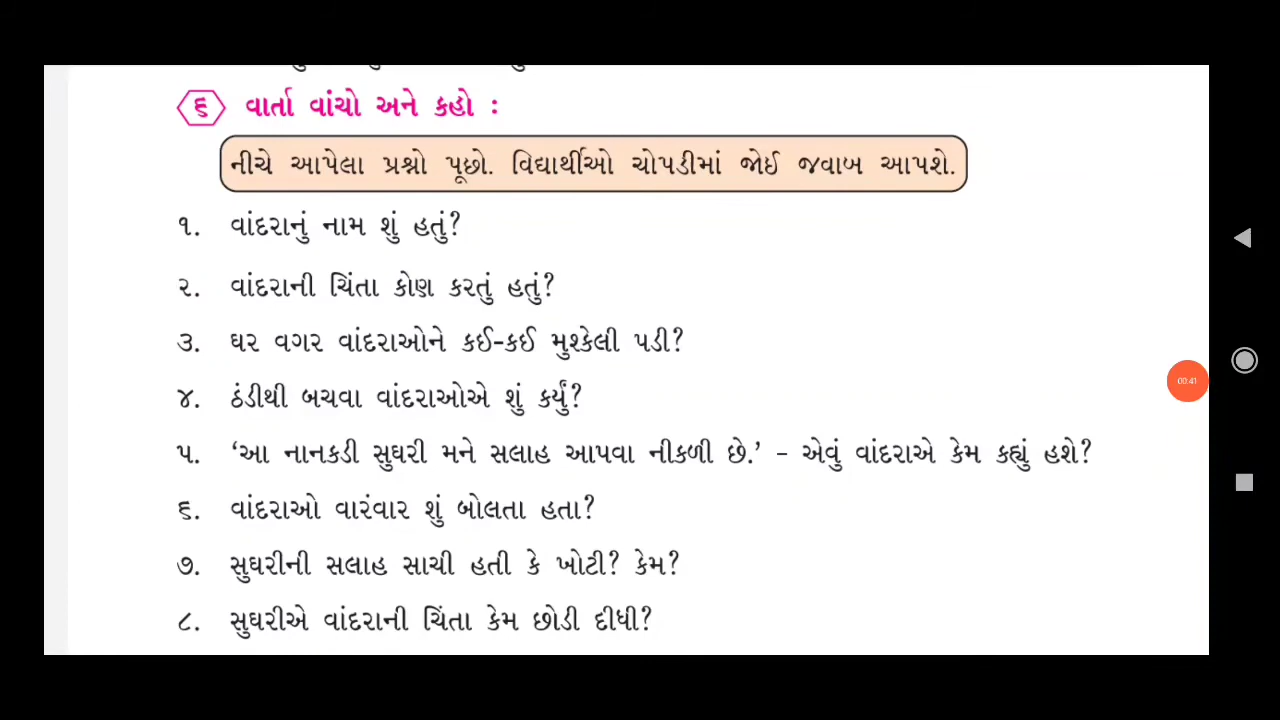 ૬ વાર્તા વાંચો અને કહો :
નીચે આપેલા પ્રશ્નો પૂછો. વિદ્યાર્થીઓ ચોપડીમાં જોઈ જવાબ આપશે.
૧. વાંદરાનું નામ શું હતું?
૨. વાંદરાની ચિંતા કોણ કરતું હતું?
૩. ઘર વગર વાંદરાઓને કઈ-કઈ મુશ્કેલી પડી?
00:41
૪. ઠંડીથી બચવા વાંદરાઓએ શું કર્યું?
૫. ‘આ નાનકડી સુઘરી મને સલાહ આપવા નીકળી છે.’ – એવું વાંદરાએ કેમ કહ્યું હશે?
૬. વાંદરાઓ વારંવાર શું બોલતા હતા?
૭. સુઘરીની સલાહ સાચી હતી કે ખોટી? કેમ?
૮. સુઘરીએ વાંદરાની ચિંતા કેમ છોડી દીધી?